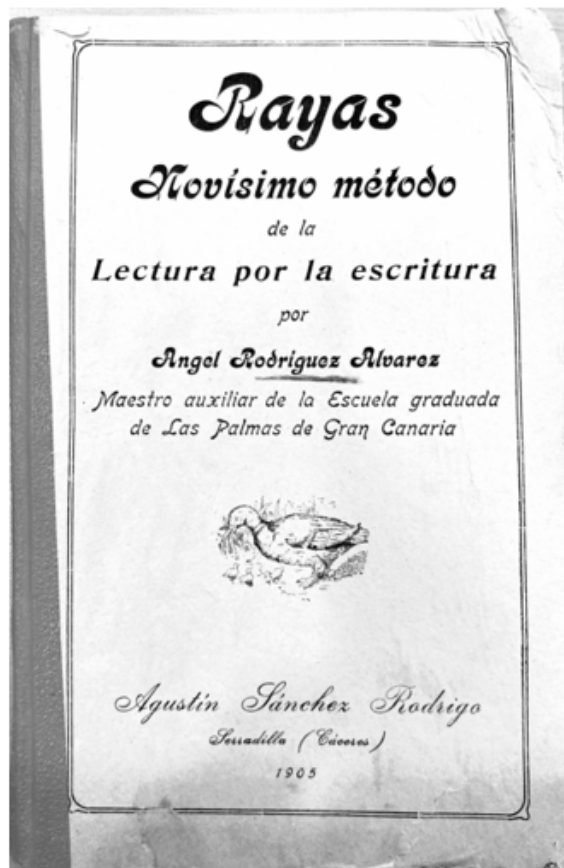 Rayas
Novísimo método
de la
Lectura por la escritura
por
Angel Rodríguez Alvarez
Maestro auxiliar de la Escuela graduada
de Las Palmas de Gran Canaria
Agustín Sánchez Rodrigo
Serradilla (Cáceres)
1905